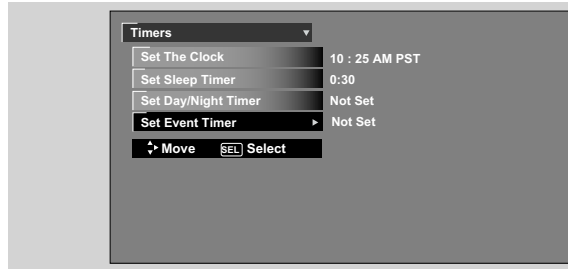 Timers
Set The Clock 10 : 25 AM PST
Set Sleep Timer 0:30
Set Day/Night Timer Not Set
Set Event Timer Not Set
Move SEL Select